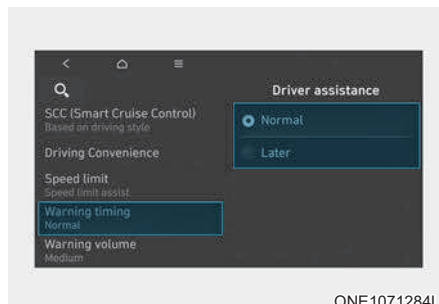 Driver assistance
SCC (Smart Cruise Control)
Based on driving style
Driving Convenience
Speed limit
Speed limit assist
Warning timing
Normal
Warning volume
Medium
Normal
Later
ONE1071284L